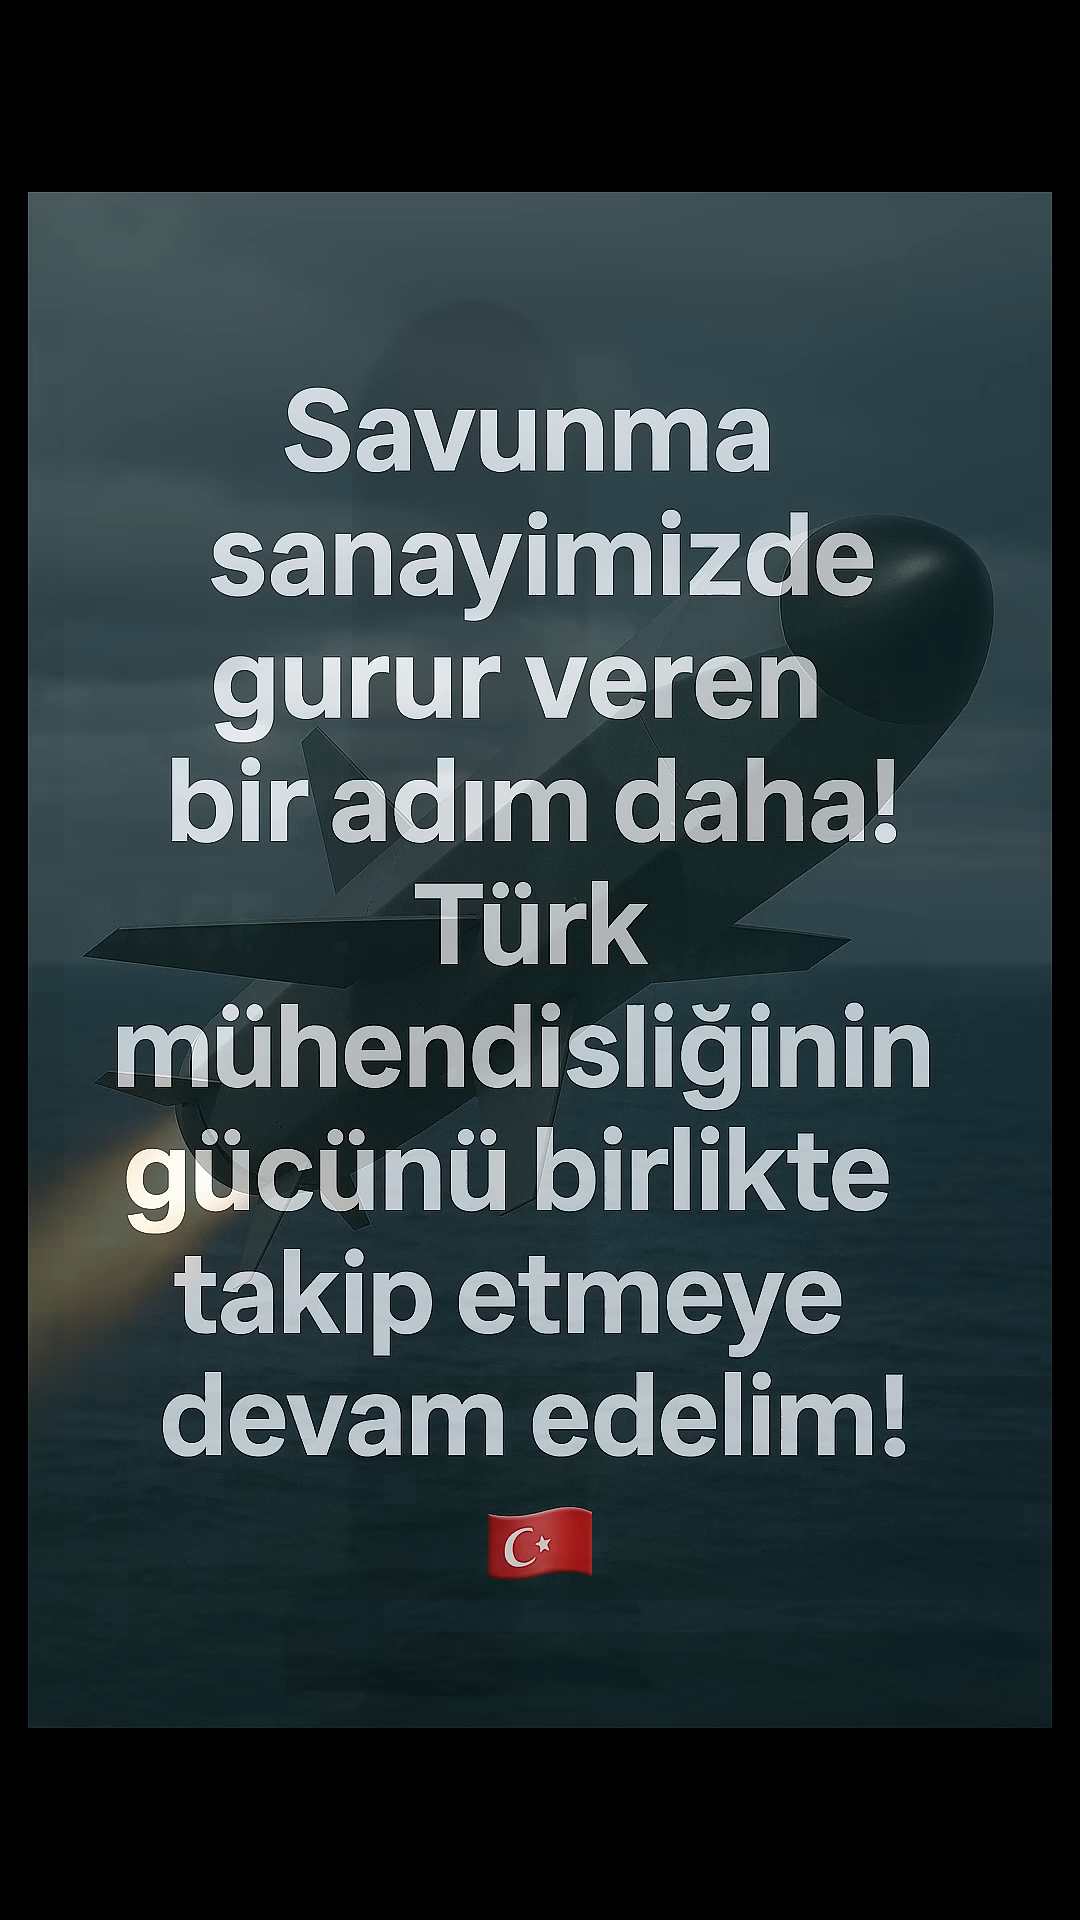 Savunma
sanayimizde
gurur veren
bir adım daha!
Türk
mühendisliğinin
gücünü birlikte
takip etmeye
devam edelim!
🇹🇷